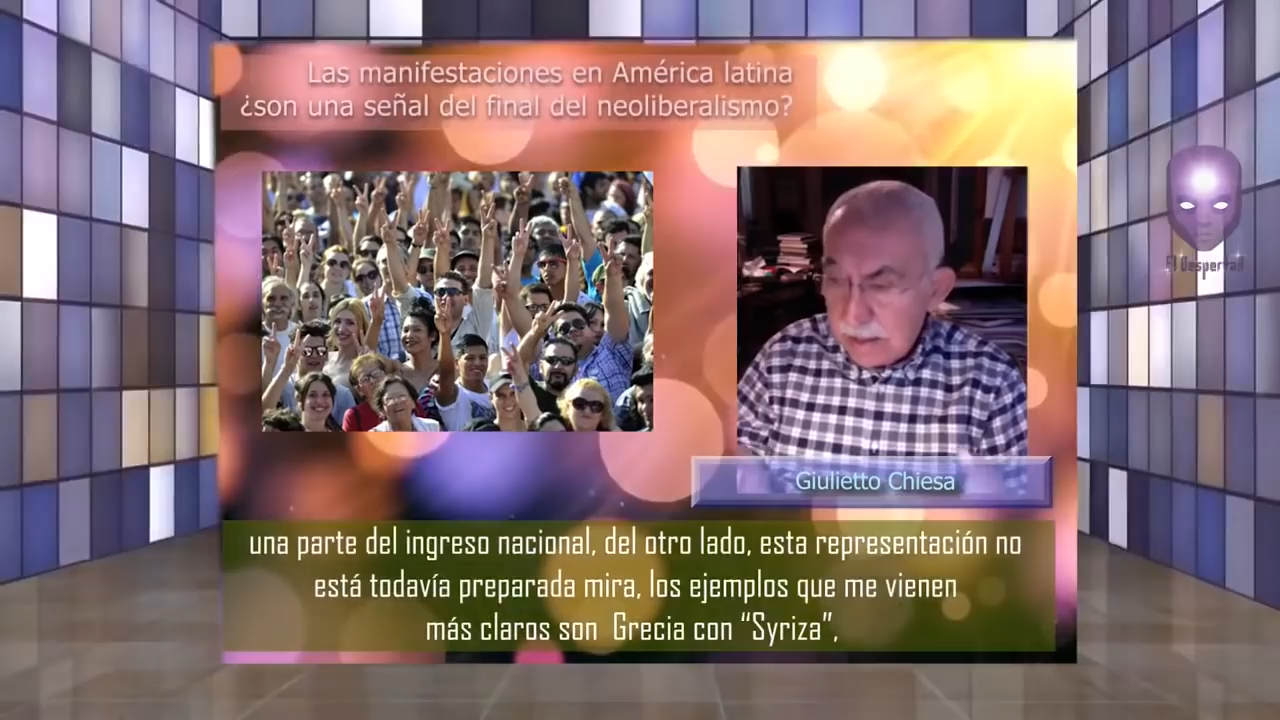 Las manifestaciones en América latina
¿son una señal del final del neoliberalismo?
Giulietto Chiesa
una parte del ingreso nacional, del otro lado, esta representación no
está todavía preparada mira, los ejemplos que me vienen
más claros son Grecia con “Syriza”,